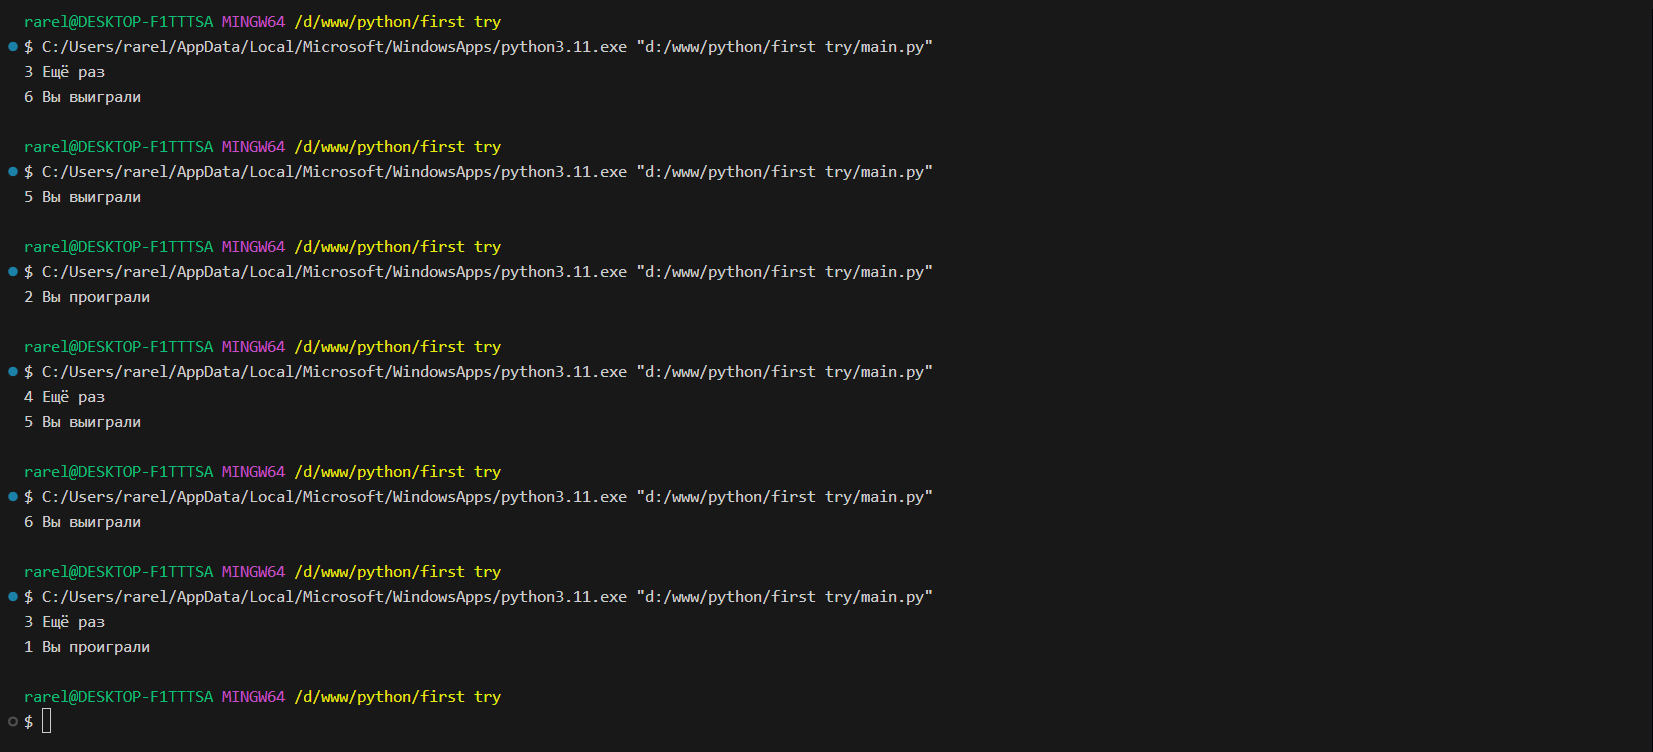 rarel@DESKTOP-F1TTTSA MINGW64 /d/www/python/first try
$ C:/Users/rarel/AppData/Local/Microsoft/WindowsApps/python3.11.exe "d:/www/python/first try/main.py"
3 Ещё раз
6 Вы выиграли
rarel@DESKTOP-F1TTTSA MINGW64 /d/www/python/first try
$ C:/Users/rarel/AppData/Local/Microsoft/WindowsApps/python3.11.exe "d:/www/python/first try/main.py"
5 Вы выиграли
rarel@DESKTOP-F1TTTSA MINGW64 /d/www/python/first try
$ C:/Users/rarel/AppData/Local/Microsoft/WindowsApps/python3.11.exe "d:/www/python/first try/main.py"
2 Вы проиграли
rarel@DESKTOP-F1TTTSA MINGW64 /d/www/python/first try
$ C:/Users/rarel/AppData/Local/Microsoft/WindowsApps/python3.11.exe "d:/www/python/first try/main.py"
4 Ещё раз
5 Вы выиграли
rarel@DESKTOP-F1TTTSA MINGW64 /d/www/python/first try
$ C:/Users/rarel/AppData/Local/Microsoft/WindowsApps/python3.11.exe "d:/www/python/first try/main.py"
6 Вы выиграли
rarel@DESKTOP-F1TTTSA MINGW64 /d/www/python/first try
$ C:/Users/rarel/AppData/Local/Microsoft/WindowsApps/python3.11.exe "d:/www/python/first try/main.py"
3 Ещё раз
1 Вы проиграли
rarel@DESKTOP-F1TTTSA MINGW64 /d/www/python/first try
$